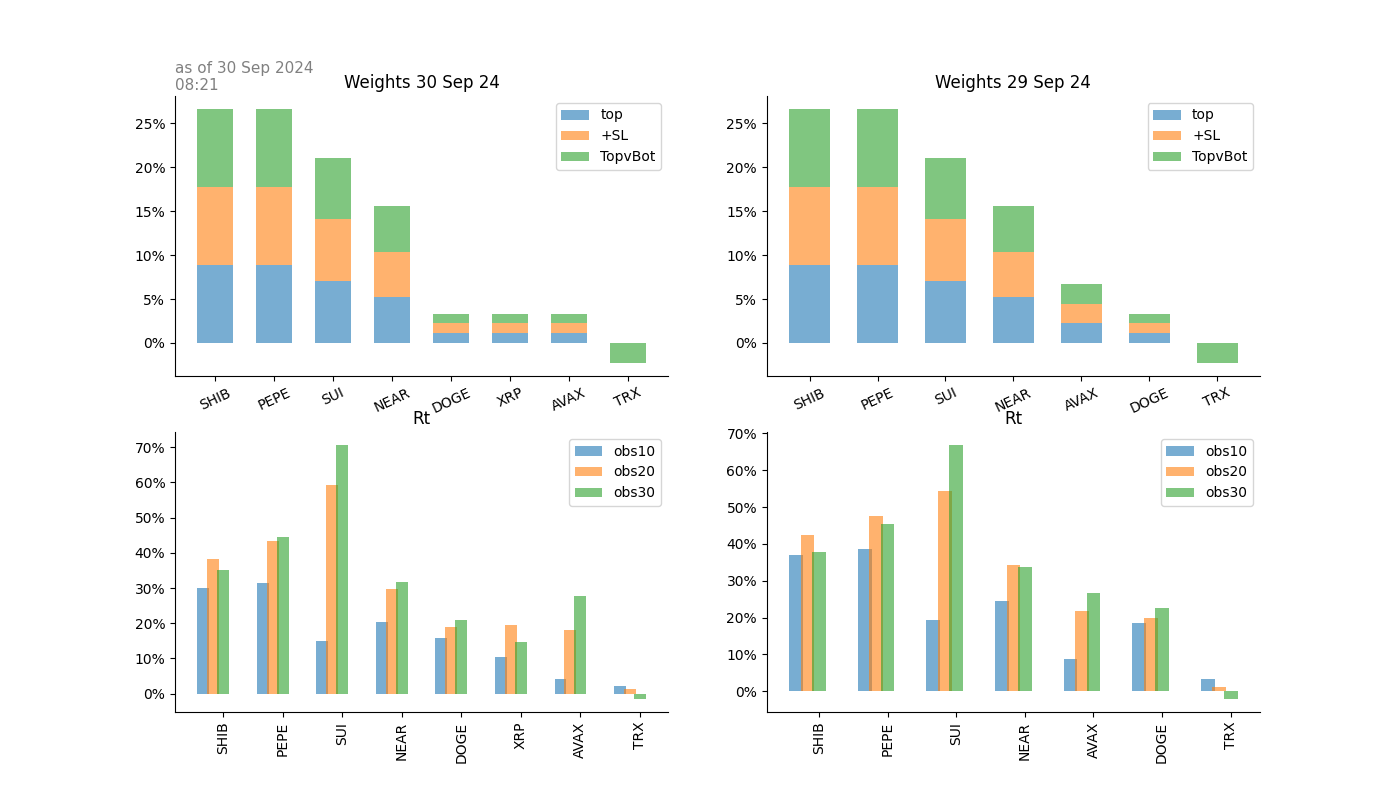 as of 30 Sep 2024
08:21
Weights 30 Sep 24
25%
20%
15%
10%
5%
0%
top
+SL
TopvBot
SHIB PEPE SUI NEAR DOGE XRP AVAX TRX
Weights 29 Sep 24
25%
20%
15%
10%
5%
0%
top
+SL
TopvBot
SHIB PEPE SUI NEAR AVAX DOGE TRX
Rt
70%
60%
50%
40%
30%
20%
10%
0%
obs10
obs20
obs30
SHIB PEPE SUI NEAR DOGE XRP AVAX TRX
Rt
70%
60%
50%
40%
30%
20%
10%
0%
obs10
obs20
obs30
SHIB PEPE SUI NEAR AVAX DOGE TRX